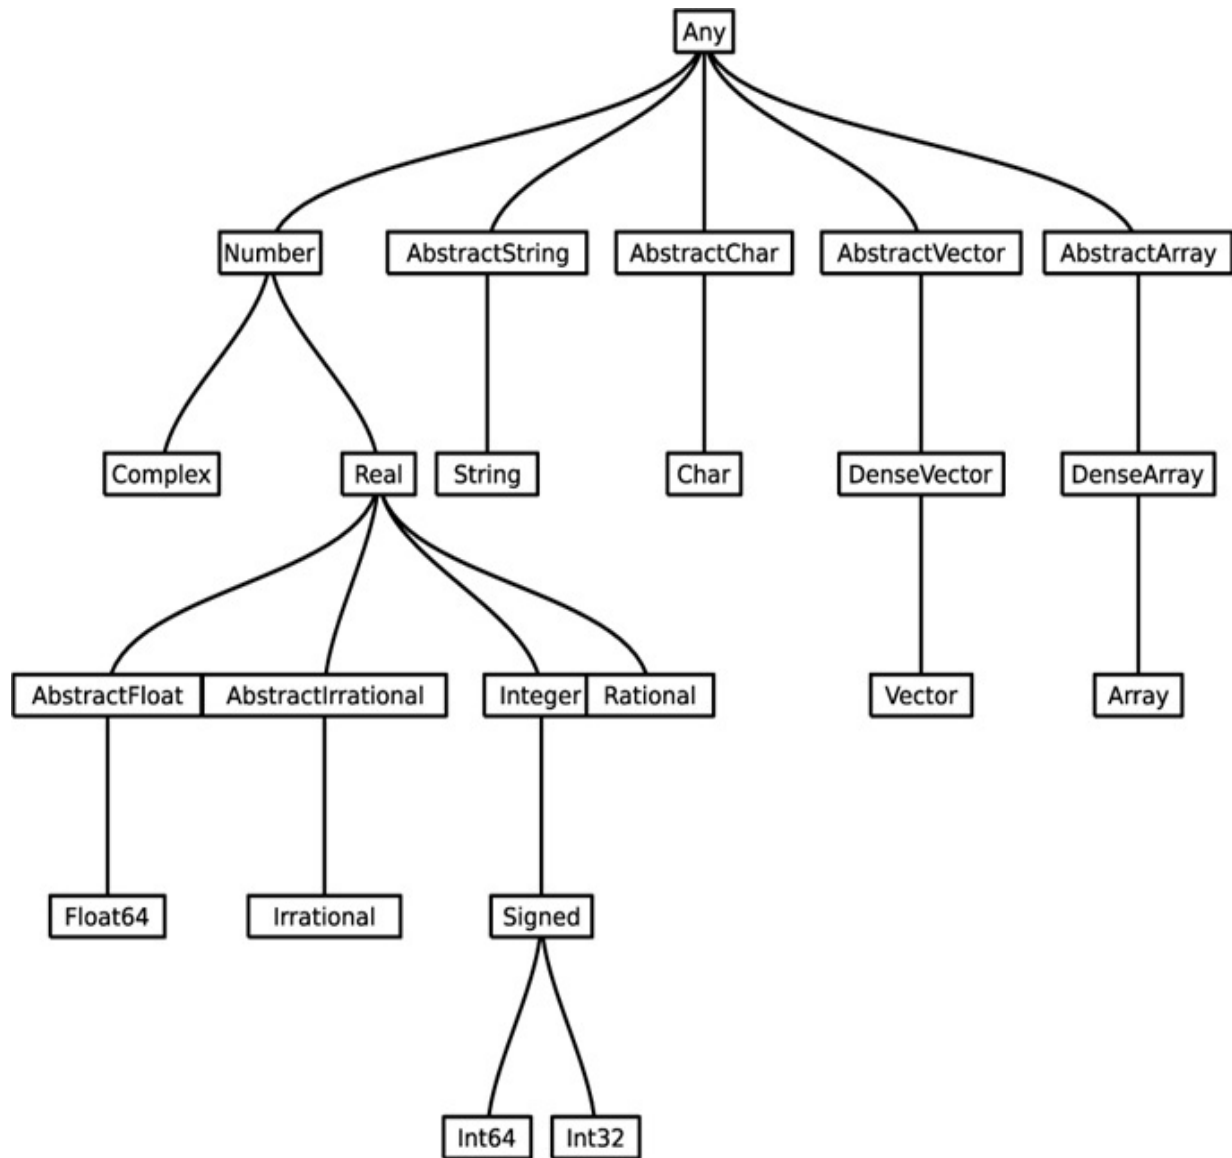 Any
Number
AbstractString
AbstractChar
AbstractVector
AbstractArray
Complex
Real
String
Char
DenseVector
DenseArray
AbstractFloat
AbstractIrrational
Integer
Rational
Vector
Array
Float64
Irrational
Signed
Int64
Int32